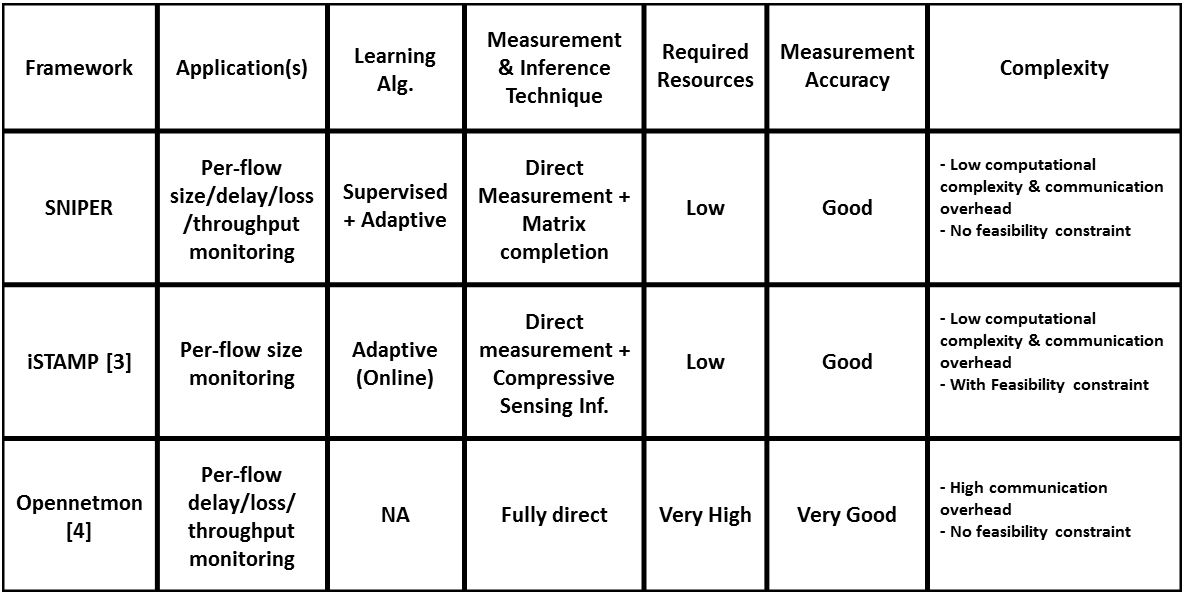 Framework
Application(s)
Learning
Alg.
Measurement
& Inference
Technique
Required
Resources
Measurement
Accuracy
Complexity
SNIPER
Per-flow
size/delay/loss
/throughput
monitoring
Supervised
+ Adaptive
Direct
Measurement +
Matrix
completion
Low
Good
- Low computational
complexity & communication
overhead
- No feasibility constraint
iSTAMP [3]
Per-flow size
monitoring
Adaptive
(Online)
Direct
measurement +
Compressive
Sensing Inf.
Low
Good
- Low computational
complexity & communication
overhead
- With Feasibility constraint
Opennetmon
[4]
Per-flow
delay/loss/
throughput
monitoring
NA
Fully direct
Very High
Very Good
- High communication
overhead
- No feasibility constraint